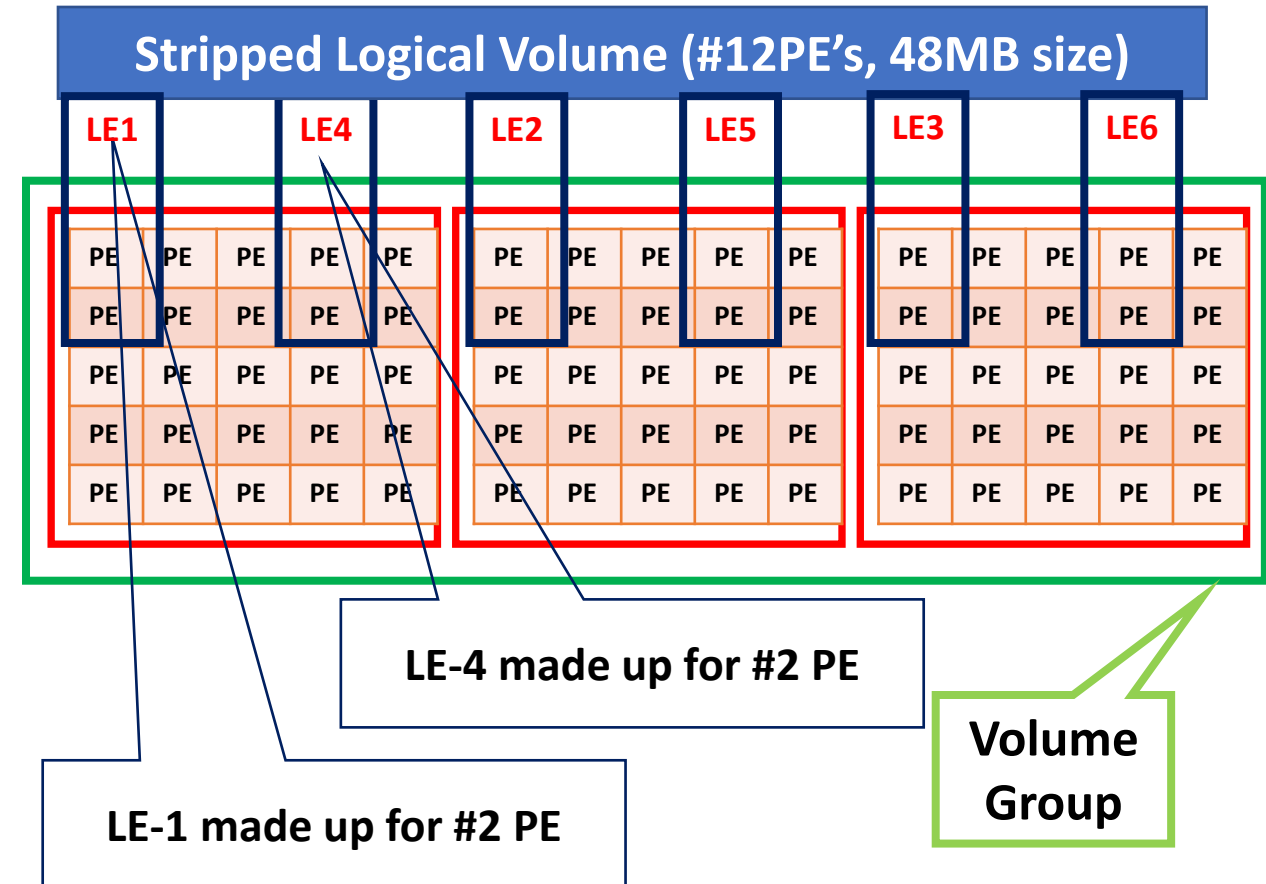 Stripped Logical Volume (#12PE's, 48MB size)
LE1 LE4 LE2 LE5 LE3 LE6
PE PE PE PE PE PE PE PE PE PE PE PE PE PE PE
PE PE PE PE PE PE PE PE PE PE PE PE PE PE PE
PE PE PE PE PE PE PE PE PE PE PE PE PE PE PE
PE PE PE PE PE PE PE PE PE PE PE PE PE PE PE
PE PE PE PE PE PE PE PE PE PE PE PE PE PE PE
LE-4 made up for #2 PE
Volume
Group
LE-1 made up for #2 PE